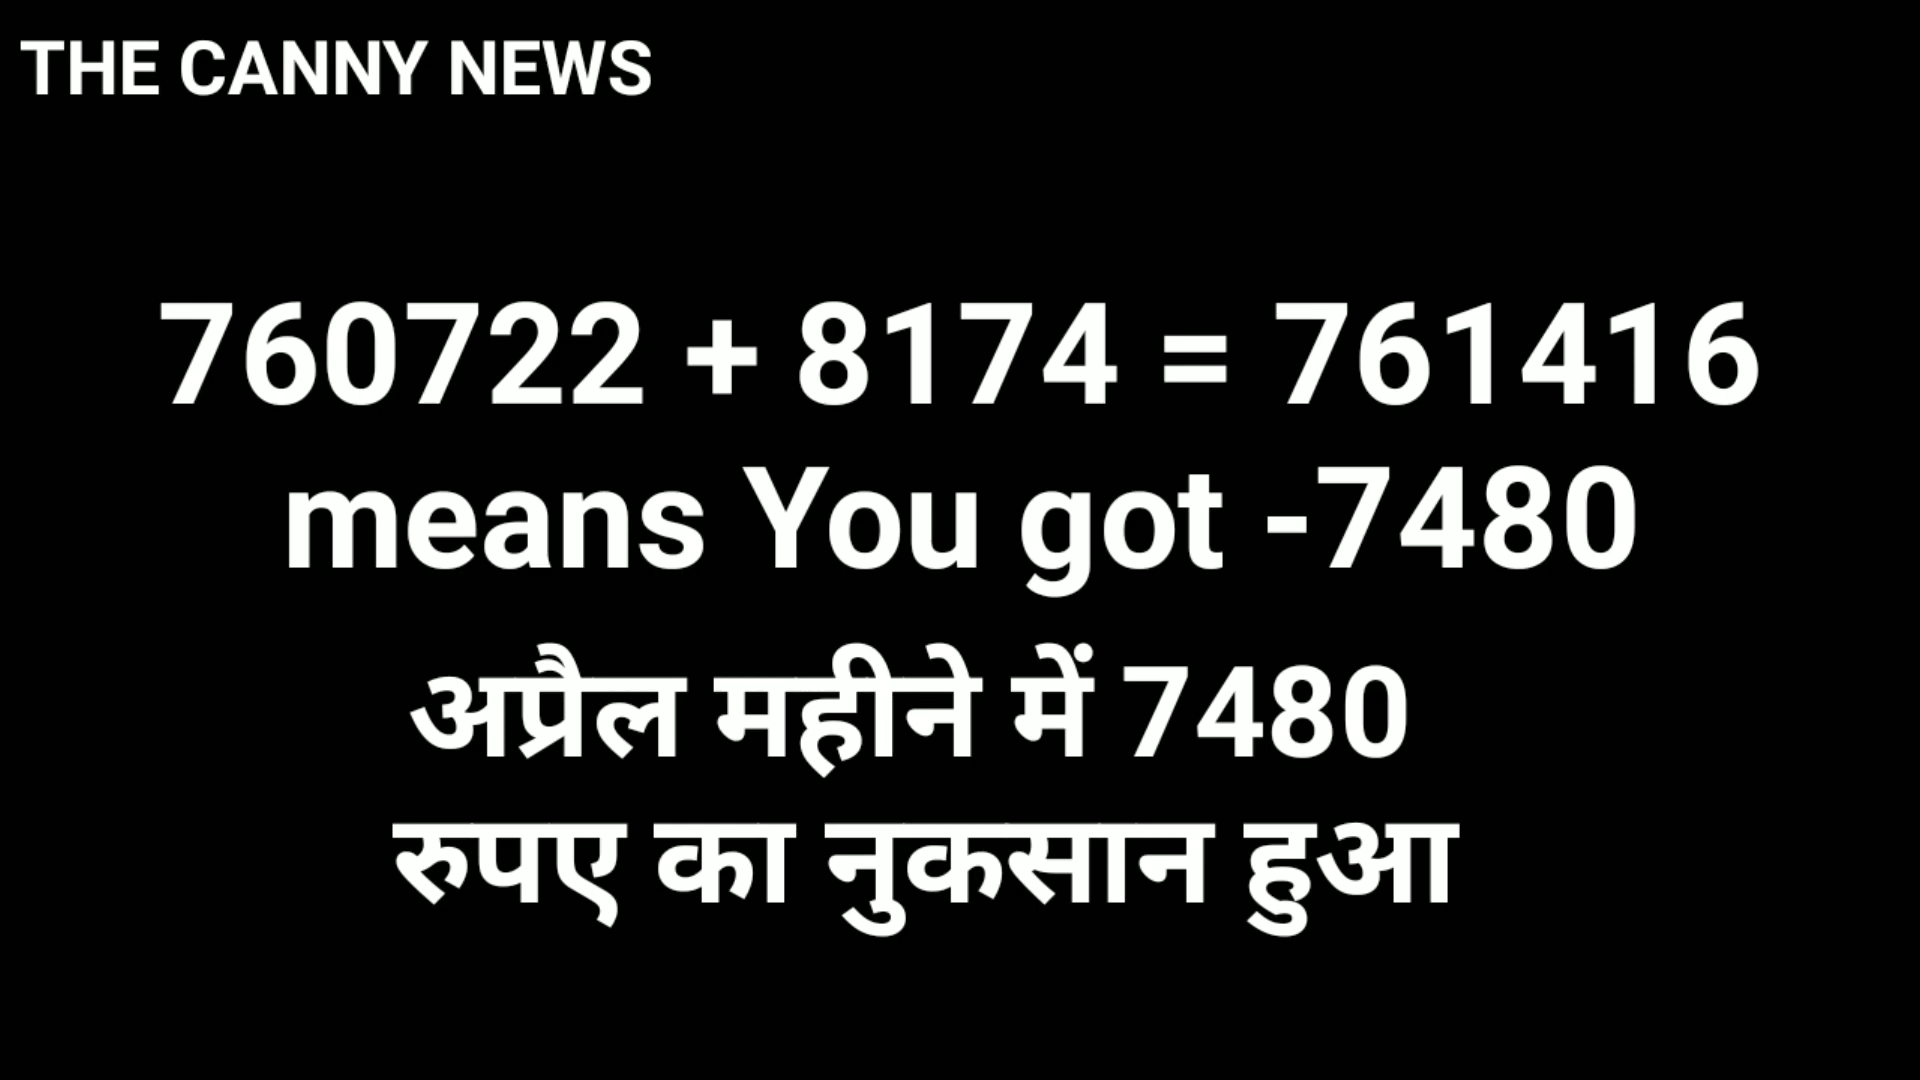 THE CANNY NEWS
760722 + 8174 = 761416
means You got -7480
अप्रैल महीने में 7480
रुपए का नुकसान हुआ